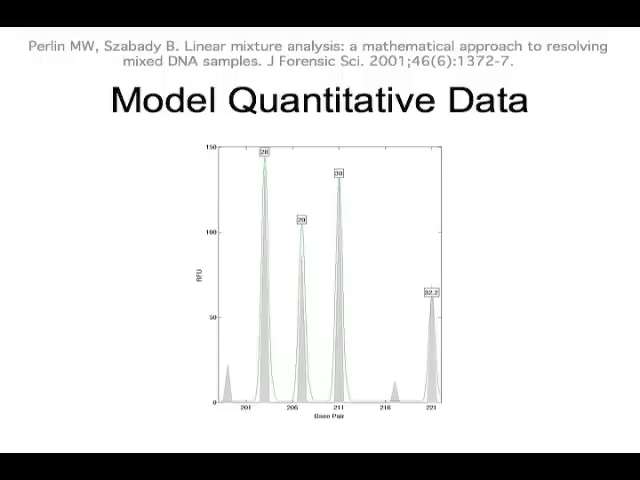 Perlin MW, Szabady B. Linear mixture analysis: a mathematical approach to resolving
mixed DNA samples. J Forensic Sci. 2001;46(6):1372-7.
Model Quantitative Data
150
28
30
29
100
RFU
32.2
50
0
201 206 211 216 221
Base Pair